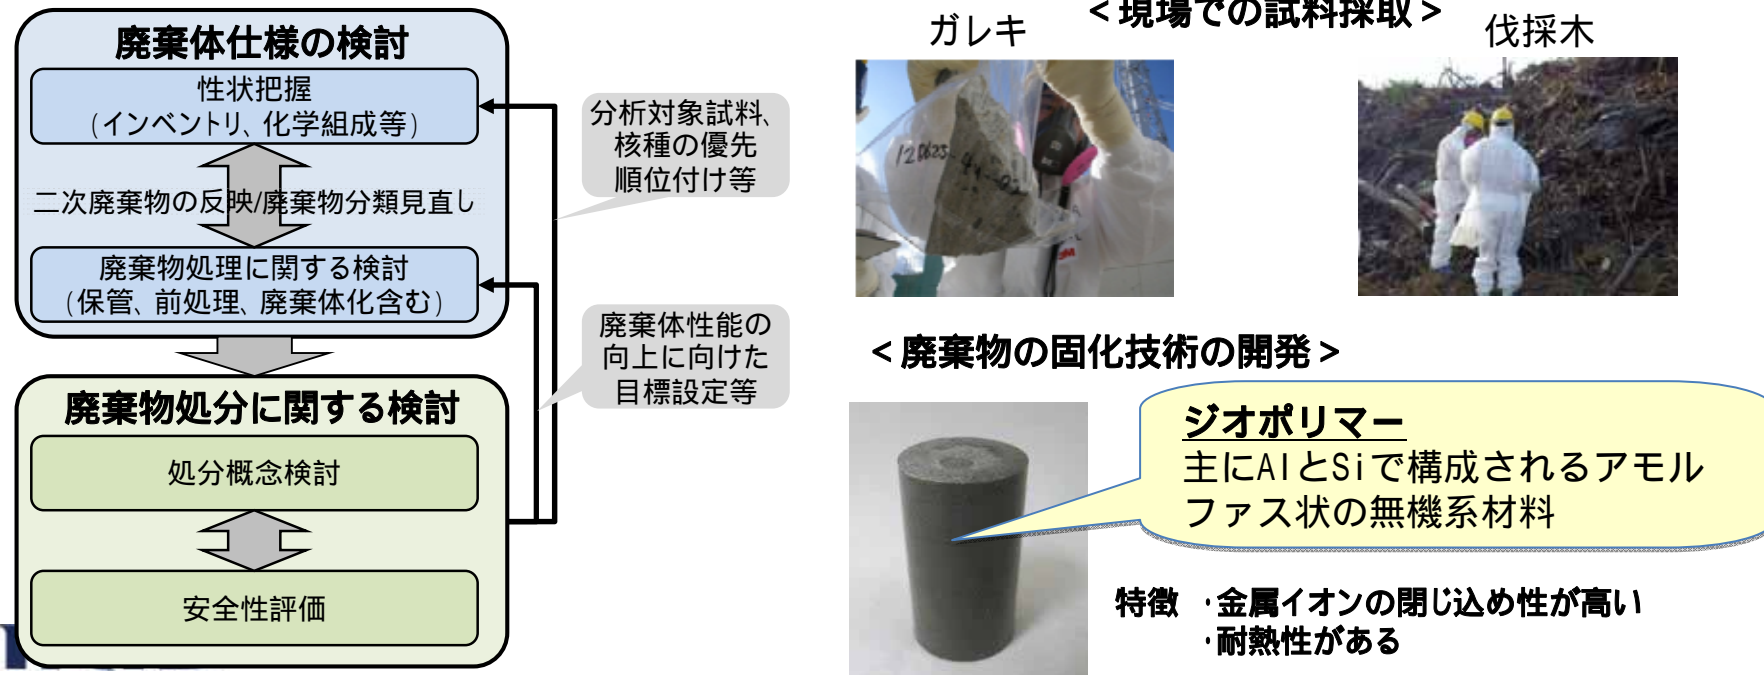 廃棄体仕様の検討
性状把握
(インベントリ、化学組成等)
二次廃棄物の反映/廃棄物分類見直し
廃棄物処理に関する検討
(保管、前処理、廃棄体化含む)
廃棄物処分に関する検討
処分概念検討
安全性評価
分析対象試料、
核種の優先
順位付け等
廃棄体性能の
向上に向けた
目標設定等
<現場での試料採取>
ガレキ
伐採木
3M
<廃棄物の固化技術の開発>
ジオポリマー
主にAlとSiで構成されるアモル
ファス状の無機系材料
特徴 ・金属イオンの閉じ込め性が高い
・耐熱性がある